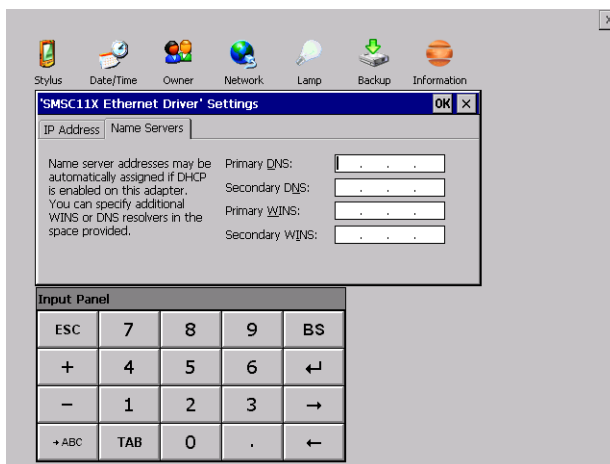 ×
Stylus Date/Time Owner Network Lamp Backup Information
'SMSC11X Ethernet Driver' Settings OK ×
IP Address Name Servers
Name server addresses may be
automatically assigned if DHCP
is enabled on this adapter.
You can specify additional
WINS or DNS resolvers in the
space provided.
Primary DNS: . . .
Secondary DNS: . . .
Primary WINS: . . .
Secondary WINS: . . .
Input Panel
ESC 7 8 9 BS
+ 4 5 6 ↵
− 1 2 3 →
→ABC TAB 0 . ←